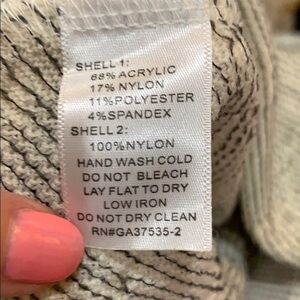 SHELL 1:
68% ACRYLIC
17% NYLON
11%POLYESTER
4%SPANDEX
SHELL 2:
100%NYLON
HAND WASH COLD
DO NOT BLEACH
LAY FLAT TO DRY
LOW IRON
DO NOT DRY CLEAN
RN#GA37535-2